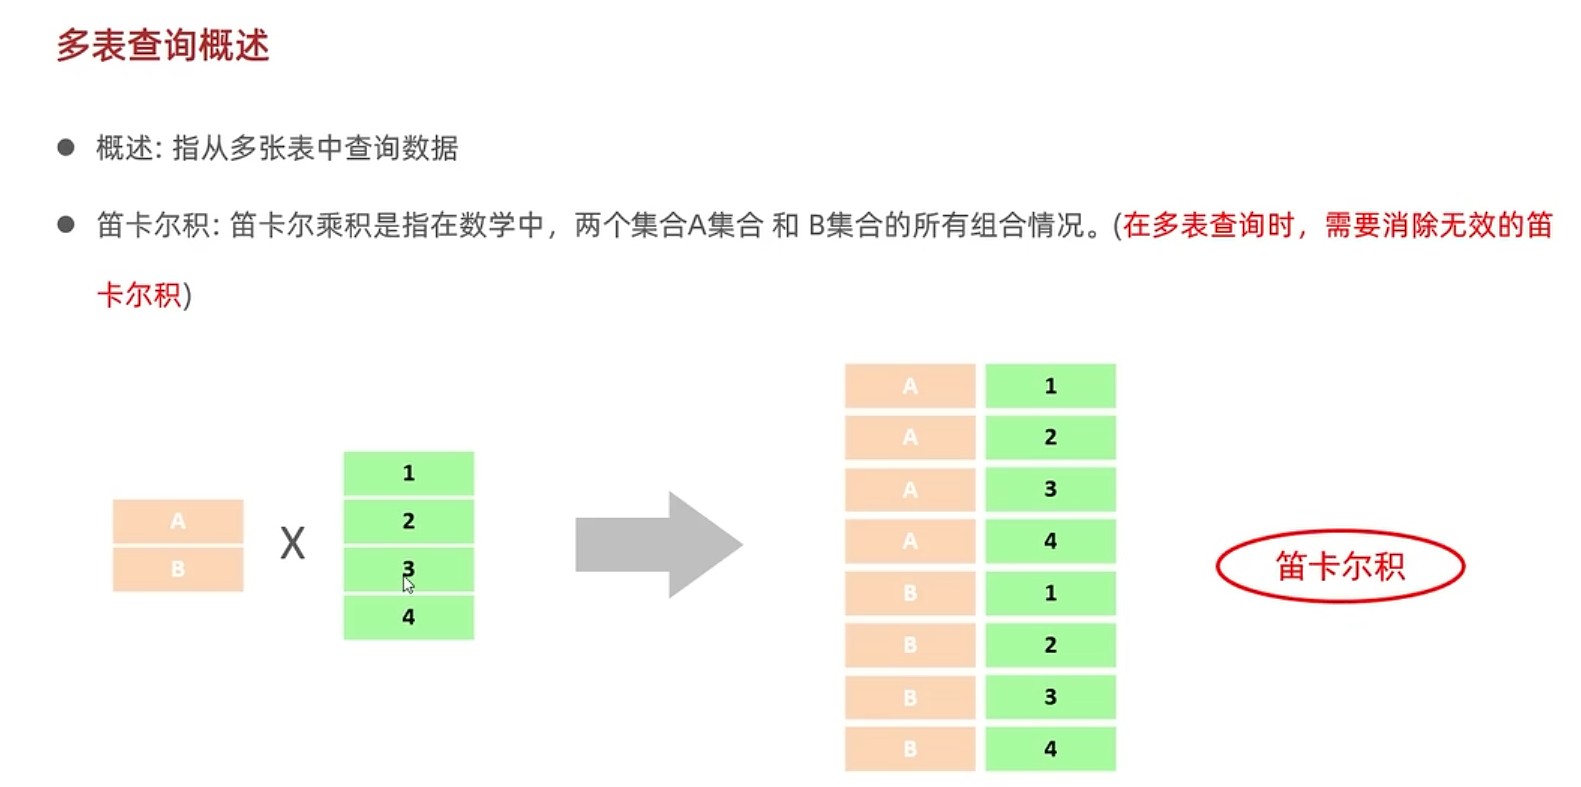 多表查询概述
● 概述: 指从多张表中查询数据
● 笛卡尔积: 笛卡尔乘积是指在数学中，两个集合A集合 和 B集合的所有组合情况。(在多表查询时，需要消除无效的笛
卡尔积)
A
B
X
1
2
3
4
A 1
A 2
A 3
A 4
B 1
B 2
B 3
B 4
笛卡尔积